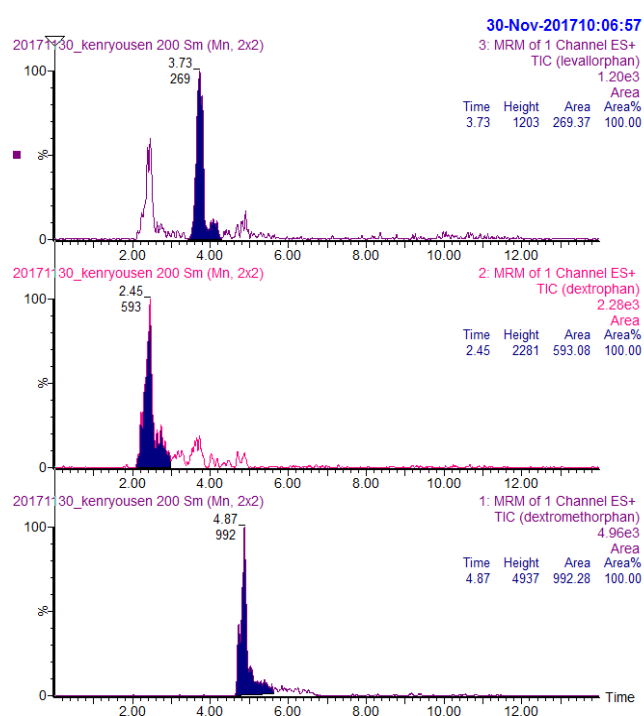 30-Nov-201710:06:57
20171130_kenryousen 200 Sm (Mn, 2x2)
3: MRM of 1 Channel ES+
TIC (levallorphan)
1.20e3
Area
Time Height Area Area%
3.73 1203 269.37 100.00
3.73
269
100
%
0
2.00 4.00 6.00 8.00 10.00 12.00
20171130_kenryousen 200 Sm (Mn, 2x2)
2: MRM of 1 Channel ES+
TIC (dextrophan)
2.28e3
Area
Time Height Area Area%
2.45 2281 593.08 100.00
2.45
593
100
%
0
2.00 4.00 6.00 8.00 10.00 12.00
20171130_kenryousen 200 Sm (Mn, 2x2)
1: MRM of 1 Channel ES+
TIC (dextromethorphan)
4.96e3
Area
Time Height Area Area%
4.87 4937 992.28 100.00
4.87
992
100
%
0
2.00 4.00 6.00 8.00 10.00 12.00
Time